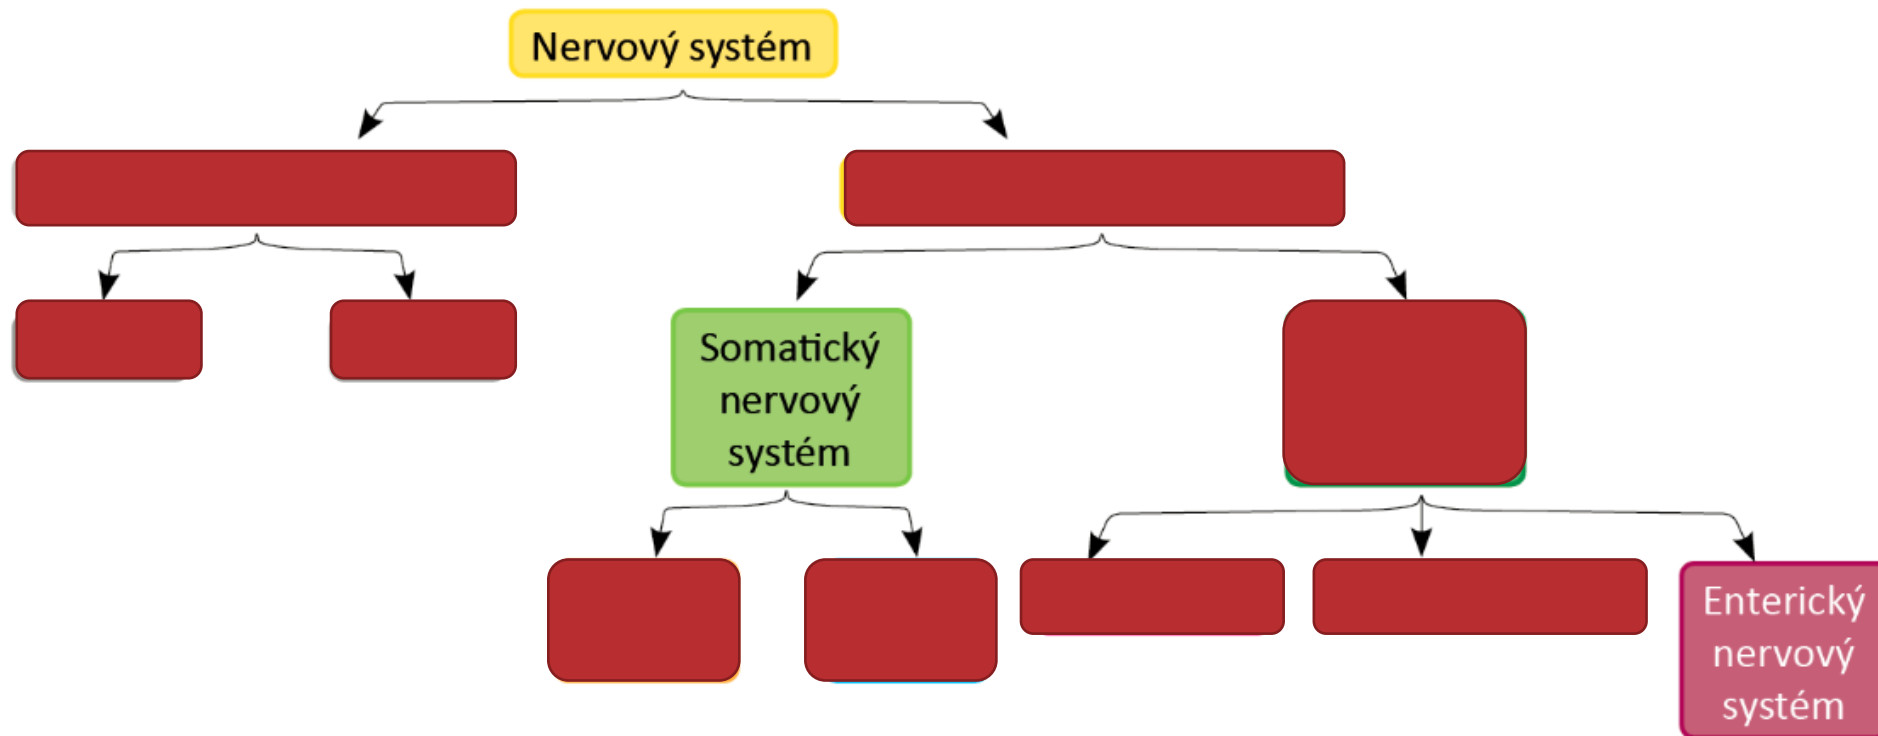 Nervový systém
Somatický
nervový
systém
Enterický
nervový
systém